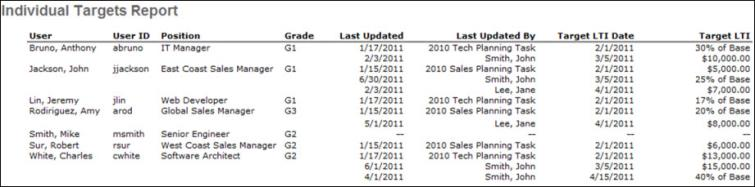 Individual Targets Report
User User ID Position Grade Last Updated Last Updated By Target LTI Date Target LTI
Bruno, Anthony abruno IT Manager G1 1/17/2011 2010 Tech Planning Task 2/1/2011 30% of Base
2/3/2011 Smith, John 3/5/2011 $10,000.00
Jackson, John jjackson East Coast Sales Manager G1 1/15/2011 2010 Sales Planning Task 2/1/2011 $5,000.00
6/30/2011 Smith, John 3/5/2011 25% of Base
2/3/2011 Lee, Jane 4/1/2011 $7,000.00
Lin, Jeremy jlin Web Developer G1 1/17/2011 2010 Tech Planning Task 2/1/2011 17% of Base
Rodiriguez, Amy arod Global Sales Manager G3 1/15/2011 2010 Sales Planning Task 2/1/2011 20% of Base
5/1/2011 Lee, Jane 4/1/2011 $8,000.00
Smith, Mike msmith Senior Engineer G2 -- -- -- --
Sur, Robert rsur West Coast Sales Manager G2 1/15/2011 2010 Sales Planning Task 2/1/2011 $6,000.00
White, Charles cwhite Software Architect G2 1/17/2011 2010 Tech Planning Task 2/1/2011 $13,000.00
6/1/2011 Smith, John 3/5/2011 $15,000.00
4/1/2011 Smith, John 4/15/2011 40% of Base